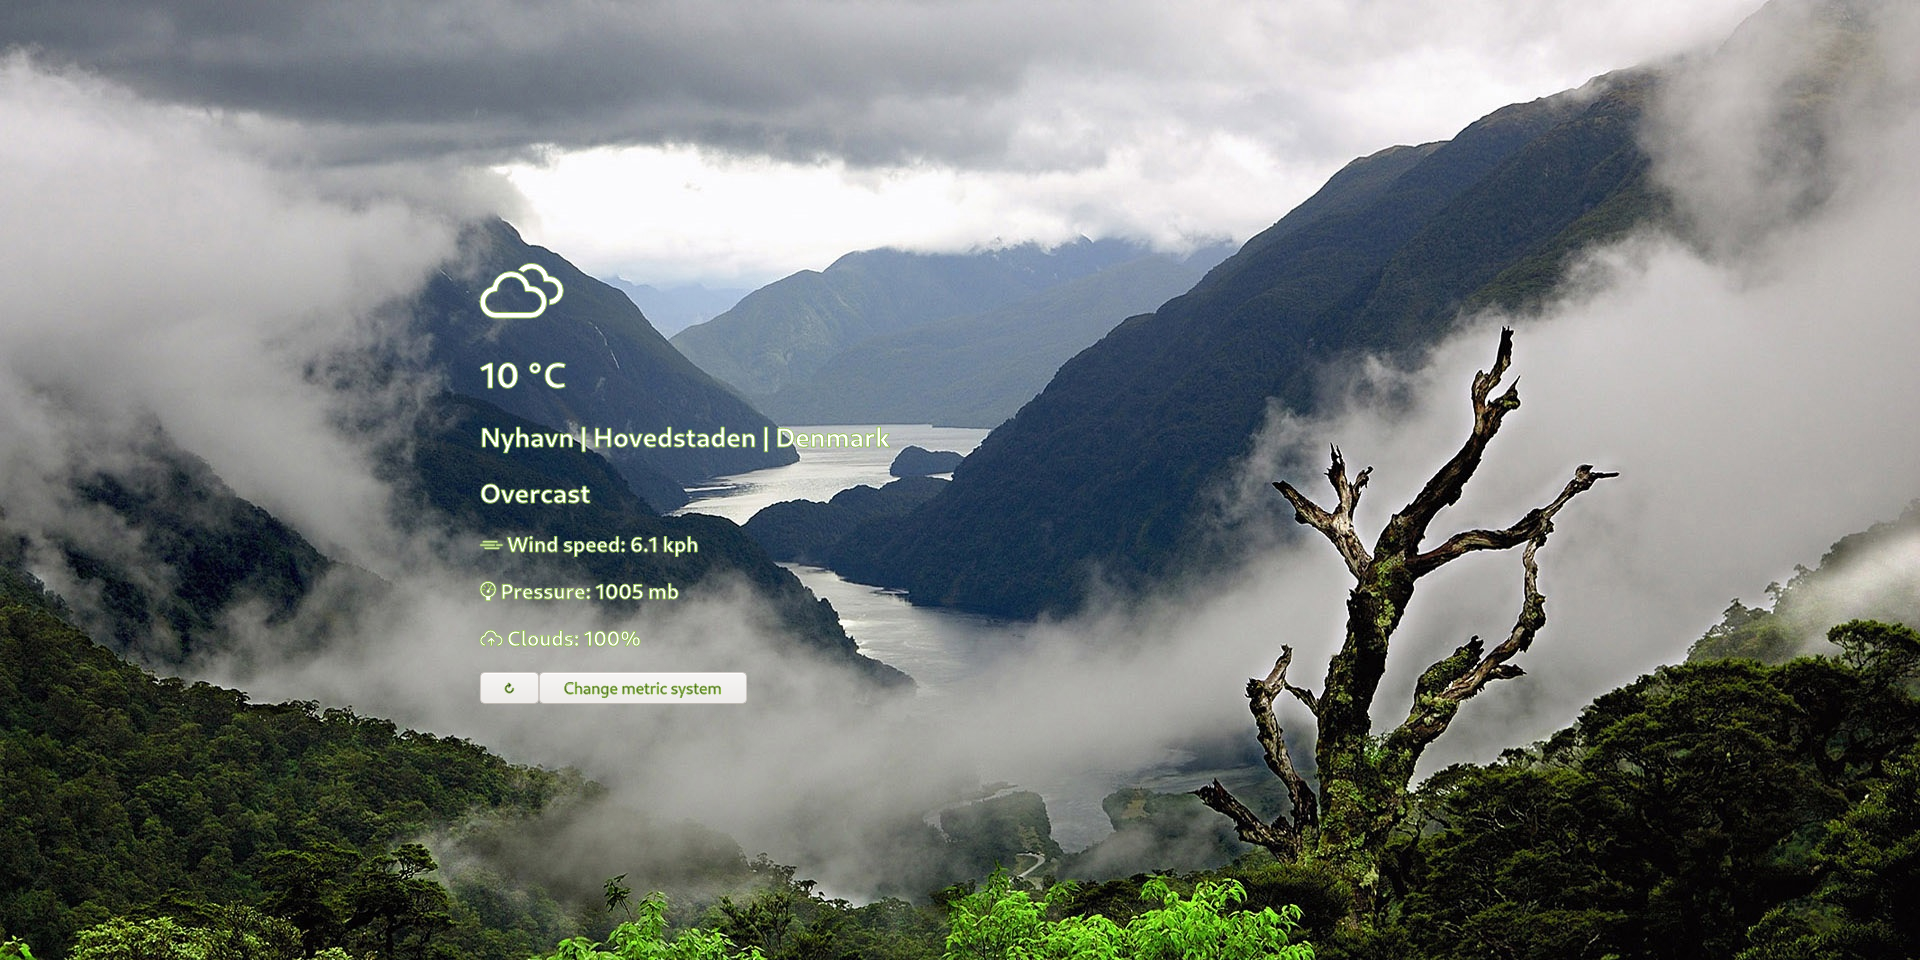 10 °C
Nyhavn | Hovedstaden | Denmark
Overcast
Wind speed: 6.1 kph
Pressure: 1005 mb
Clouds: 100%
↻ Change metric system